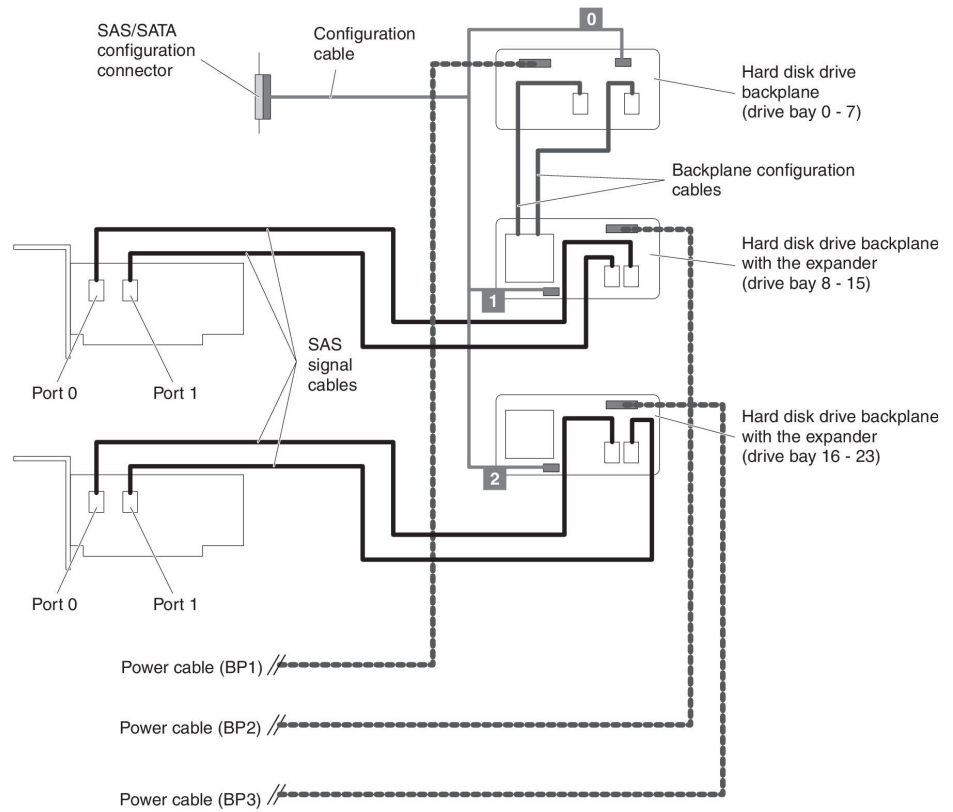 0
SAS/SATA
configuration
connector
Configuration
cable
Hard disk drive
backplane
(drive bay 0 - 7)
Backplane configuration
cables
Hard disk drive backplane
with the expander
(drive bay 8 - 15)
1
SAS
signal
cables
Port 0
Port 1
Hard disk drive backplane
with the expander
(drive bay 16 - 23)
2
Port 0
Port 1
Power cable (BP1)
Power cable (BP2)
Power cable (BP3)